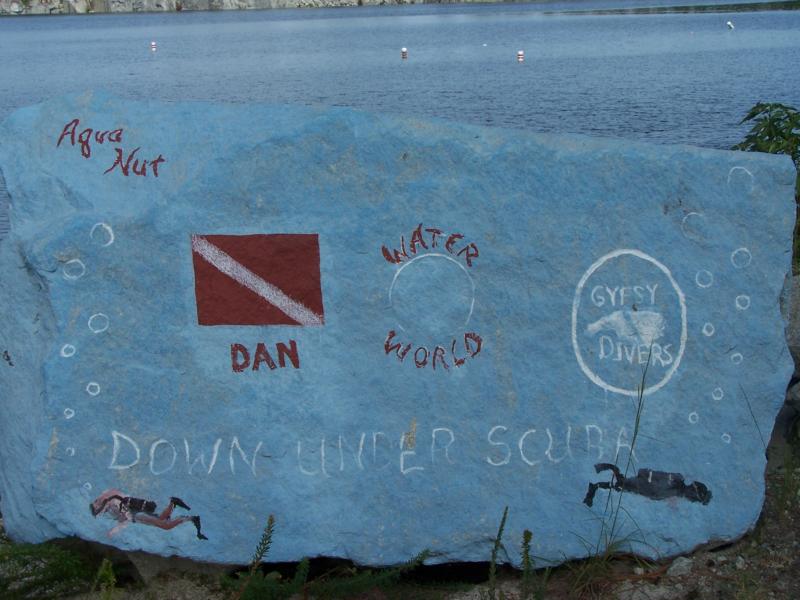 Aqua
Nut
DAN
WATER
WORLD
GYPSY
DIVERS
DOWN UNDER SCUBA